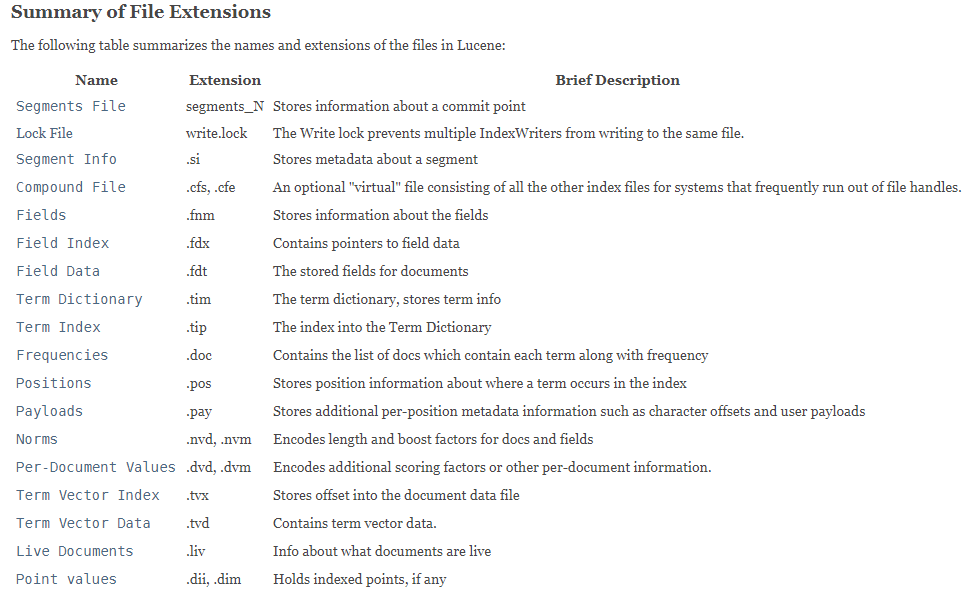 Summary of File Extensions
The following table summarizes the names and extensions of the files in Lucene:
Name Extension Brief Description
Segments File segments_N Stores information about a commit point
Lock File write.lock The Write lock prevents multiple IndexWriters from writing to the same file.
Segment Info .si Stores metadata about a segment
Compound File .cfs, .cfe An optional "virtual" file consisting of all the other index files for systems that frequently run out of file handles.
Fields .fnm Stores information about the fields
Field Index .fdx Contains pointers to field data
Field Data .fdt The stored fields for documents
Term Dictionary .tim The term dictionary, stores term info
Term Index .tip The index into the Term Dictionary
Frequencies .doc Contains the list of docs which contain each term along with frequency
Positions .pos Stores position information about where a term occurs in the index
Payloads .pay Stores additional per-position metadata information such as character offsets and user payloads
Norms .nvd, .nvm Encodes length and boost factors for docs and fields
Per-Document Values .dvd, .dvm Encodes additional scoring factors or other per-document information.
Term Vector Index .tvx Stores offset into the document data file
Term Vector Data .tvd Contains term vector data.
Live Documents .liv Info about what documents are live
Point values .dii, .dim Holds indexed points, if any